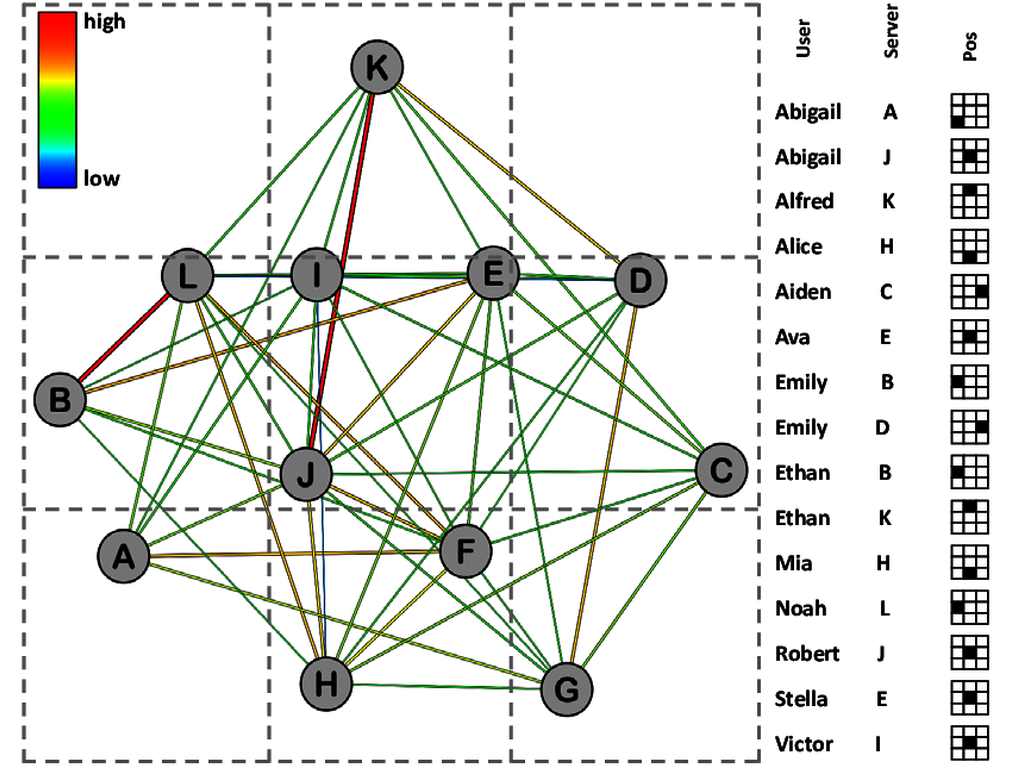 high
low
K
L
I
E
D
B
J
C
A
F
H
G
User Server Pos
Abigail A
Abigail J
Alfred K
Alice H
Aiden C
Ava E
Emily B
Emily D
Ethan B
Ethan K
Mia H
Noah L
Robert J
Stella E
Victor I